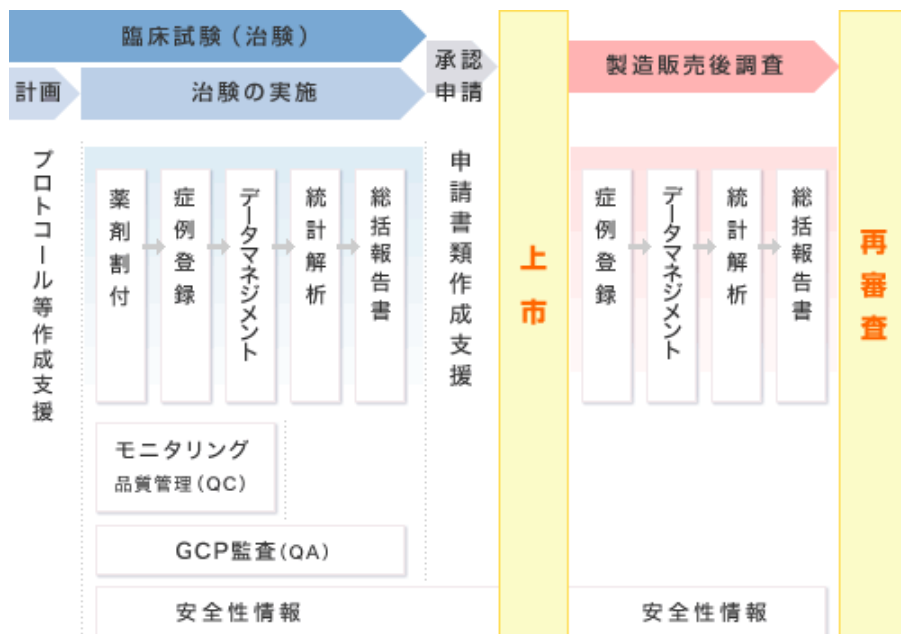 臨床試験(治験)
計画
治験の実施
承認
申請
製造販売後調査
プロトコール等作成支援
薬剤割付
症例登録
データマネジメント
統計解析
総括報告書
申請書類作成支援
上市
症例登録
データマネジメント
統計解析
総括報告書
再審査
モニタリング
品質管理(QC)
GCP監査(QA)
安全性情報
安全性情報